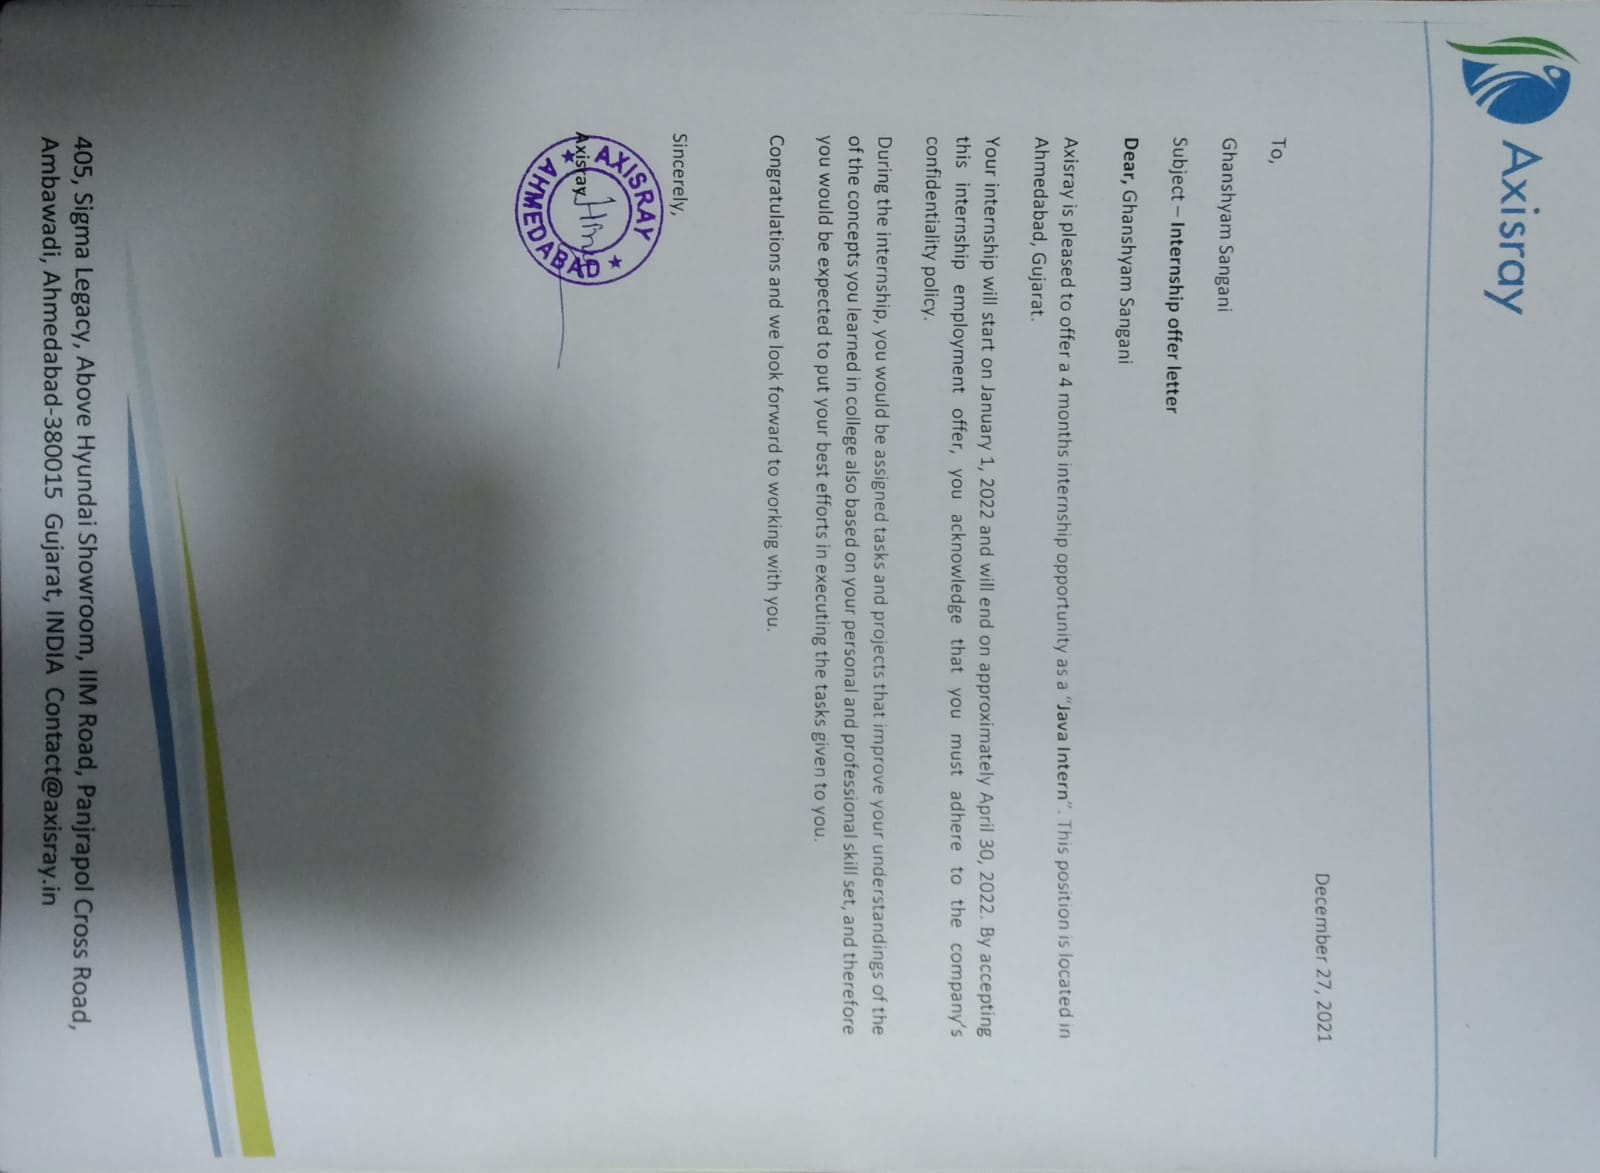 Axisray
December 27, 2021
To,
Ghanshyam Sangani
Subject – Internship offer letter
Dear, Ghanshyam Sangani
Axisray is pleased to offer a 4 months internship opportunity as a “Java Intern”. This position is located in
Ahmedabad, Gujarat.
Your internship will start on January 1, 2022 and will end on approximately April 30, 2022. By accepting
this internship employment offer, you acknowledge that you must adhere to the company’s
confidentiality policy.
During the internship, you would be assigned tasks and projects that improve your understandings of the
of the concepts you learned in college also based on your personal and professional skill set, and therefore
you would be expected to put your best efforts in executing the tasks given to you.
Congratulations and we look forward to working with you.
Sincerely,
AXISRAY
Axisray
AHMEDABAD
405, Sigma Legacy, Above Hyundai Showroom, IIM Road, Panjrapol Cross Road,
Ambawadi, Ahmedabad-380015 Gujarat, INDIA Contact@axisray.in